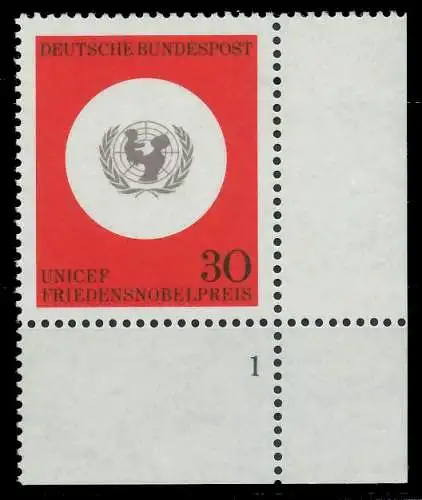 DEUTSCHE BUNDESPOST
30
UNICEF
FRIEDENSNOBELPREIS
1